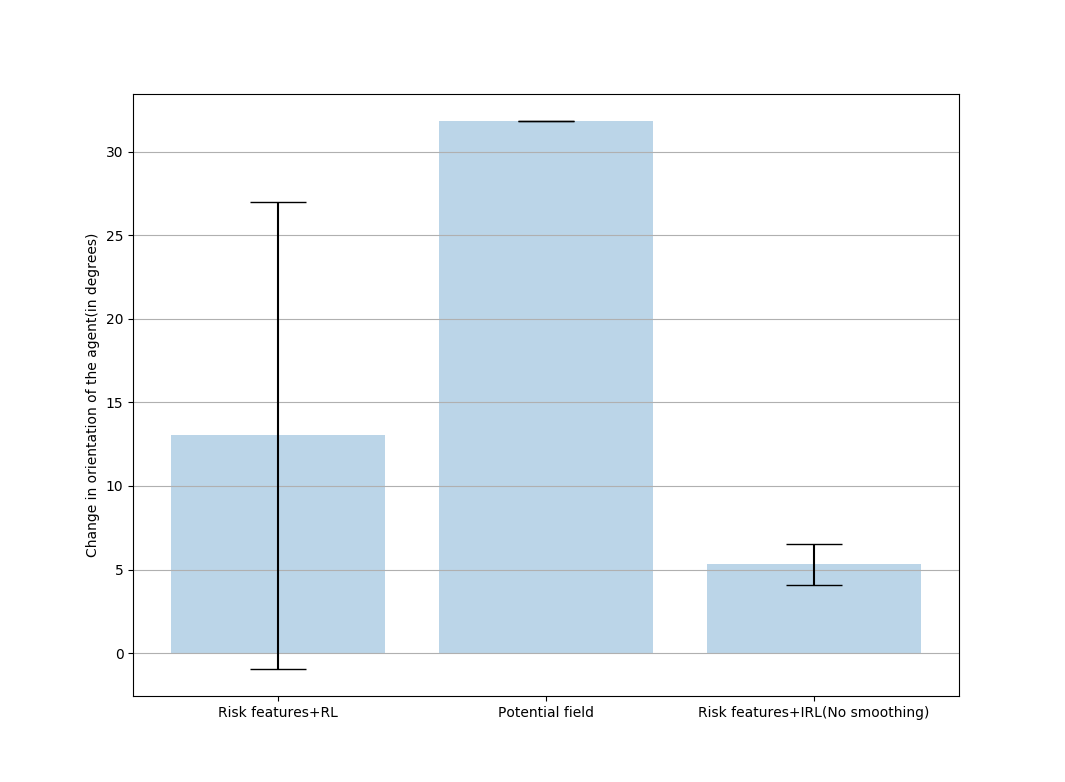 Change in orientation of the agent(in degrees)
30
25
20
15
10
5
0
Risk features+RL
Potential field
Risk features+IRL(No smoothing)